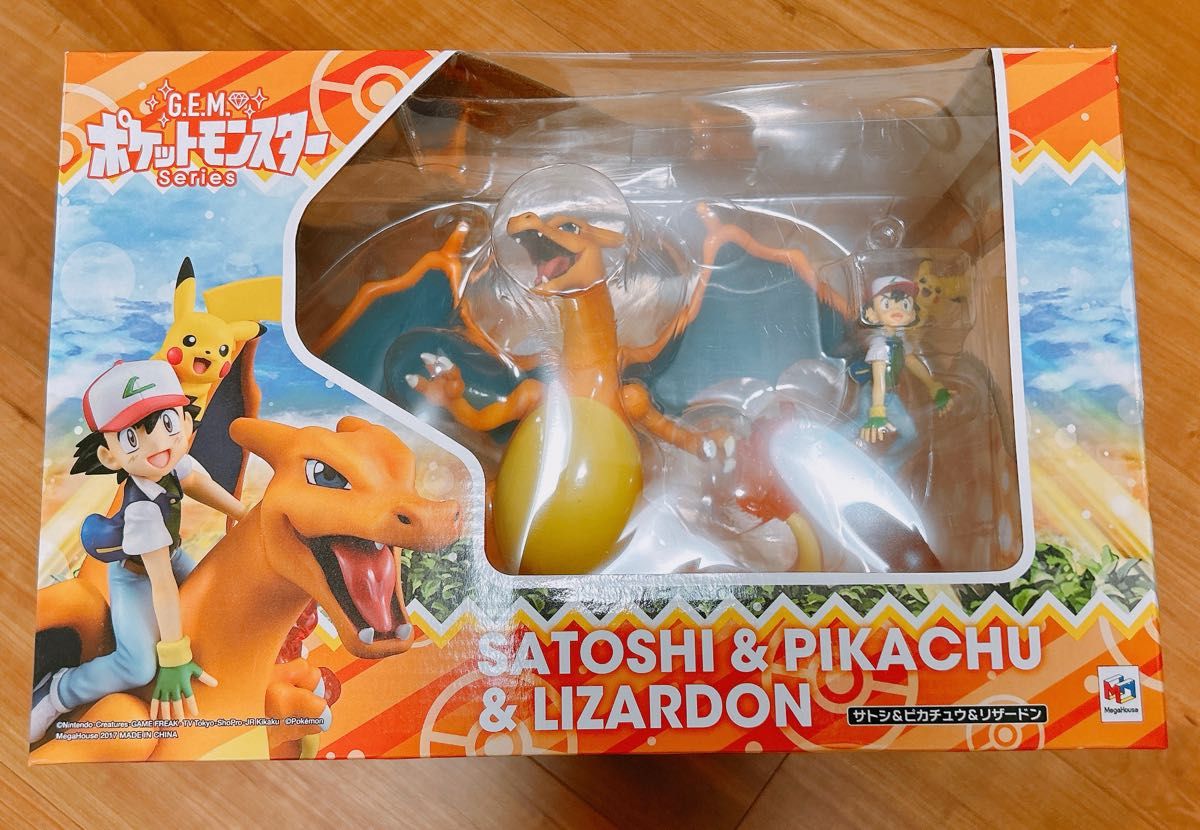 G.E.M.
ポケットモンスター
Series
SATOSHI & PIKACHU
& LIZARDON
サトシ&ピカチュウ&リザードン
MegaHouse
©Nintendo･Creatures･GAME FREAK･TV Tokyo･ShoPro･JR Kikaku ©Pokémon
MegaHouse 2017 MADE IN CHINA